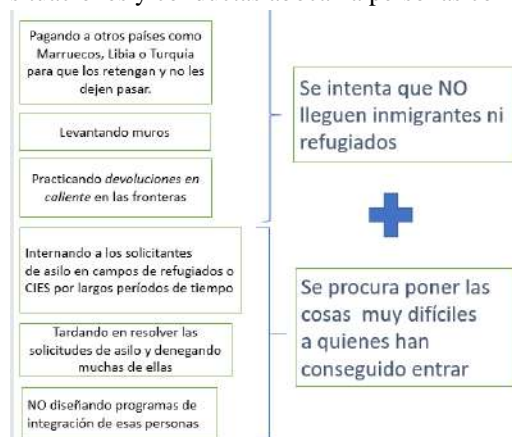 Pagando a otros países como
Marruecos, Libia o Turquía
para que los retengan y no les
dejen pasar.
Levantando muros
Practicando devoluciones en
caliente en las fronteras
Se intenta que NO
lleguen inmigrantes ni
refugiados
Internando a los solicitantes
de asilo en campos de refugiados o
CIES por largos períodos de tiempo
Tardando en resolver las
solicitudes de asilo y denegando
muchas de ellas
NO diseñando programas de
integración de esas personas
Se procura poner las
cosas muy difíciles
a quienes han
conseguido entrar